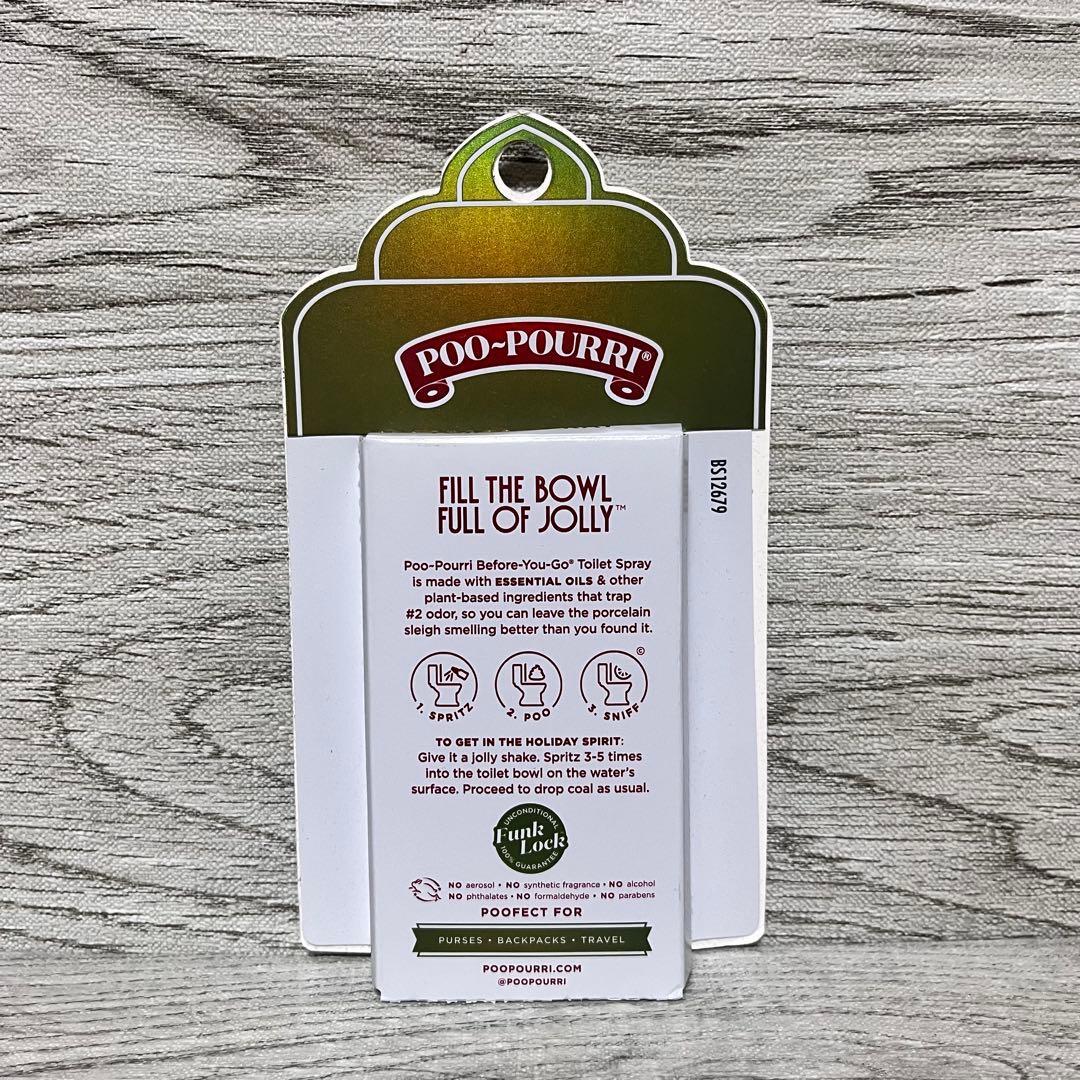 POO~POURRI®
BS12679
FILL THE BOWL
FULL OF JOLLY™
Poo~Pourri Before-You-Go® Toilet Spray
is made with ESSENTIAL OILS & other
plant-based ingredients that trap
#2 odor, so you can leave the porcelain
sleigh smelling better than you found it.
©
1. SPRITZ
2. POO
3. SNIFF
TO GET IN THE HOLIDAY SPIRIT:
Give it a jolly shake. Spritz 3-5 times
into the toilet bowl on the water's
surface. Proceed to drop coal as usual.
UNCONDITIONAL
Funk
Lock
100% GUARANTEE
NO aerosol • NO synthetic fragrance • NO alcohol
NO phthalates • NO formaldehyde • NO parabens
POOFECT FOR
PURSES • BACKPACKS • TRAVEL
POOPOURRI.COM
@POOPOURRI